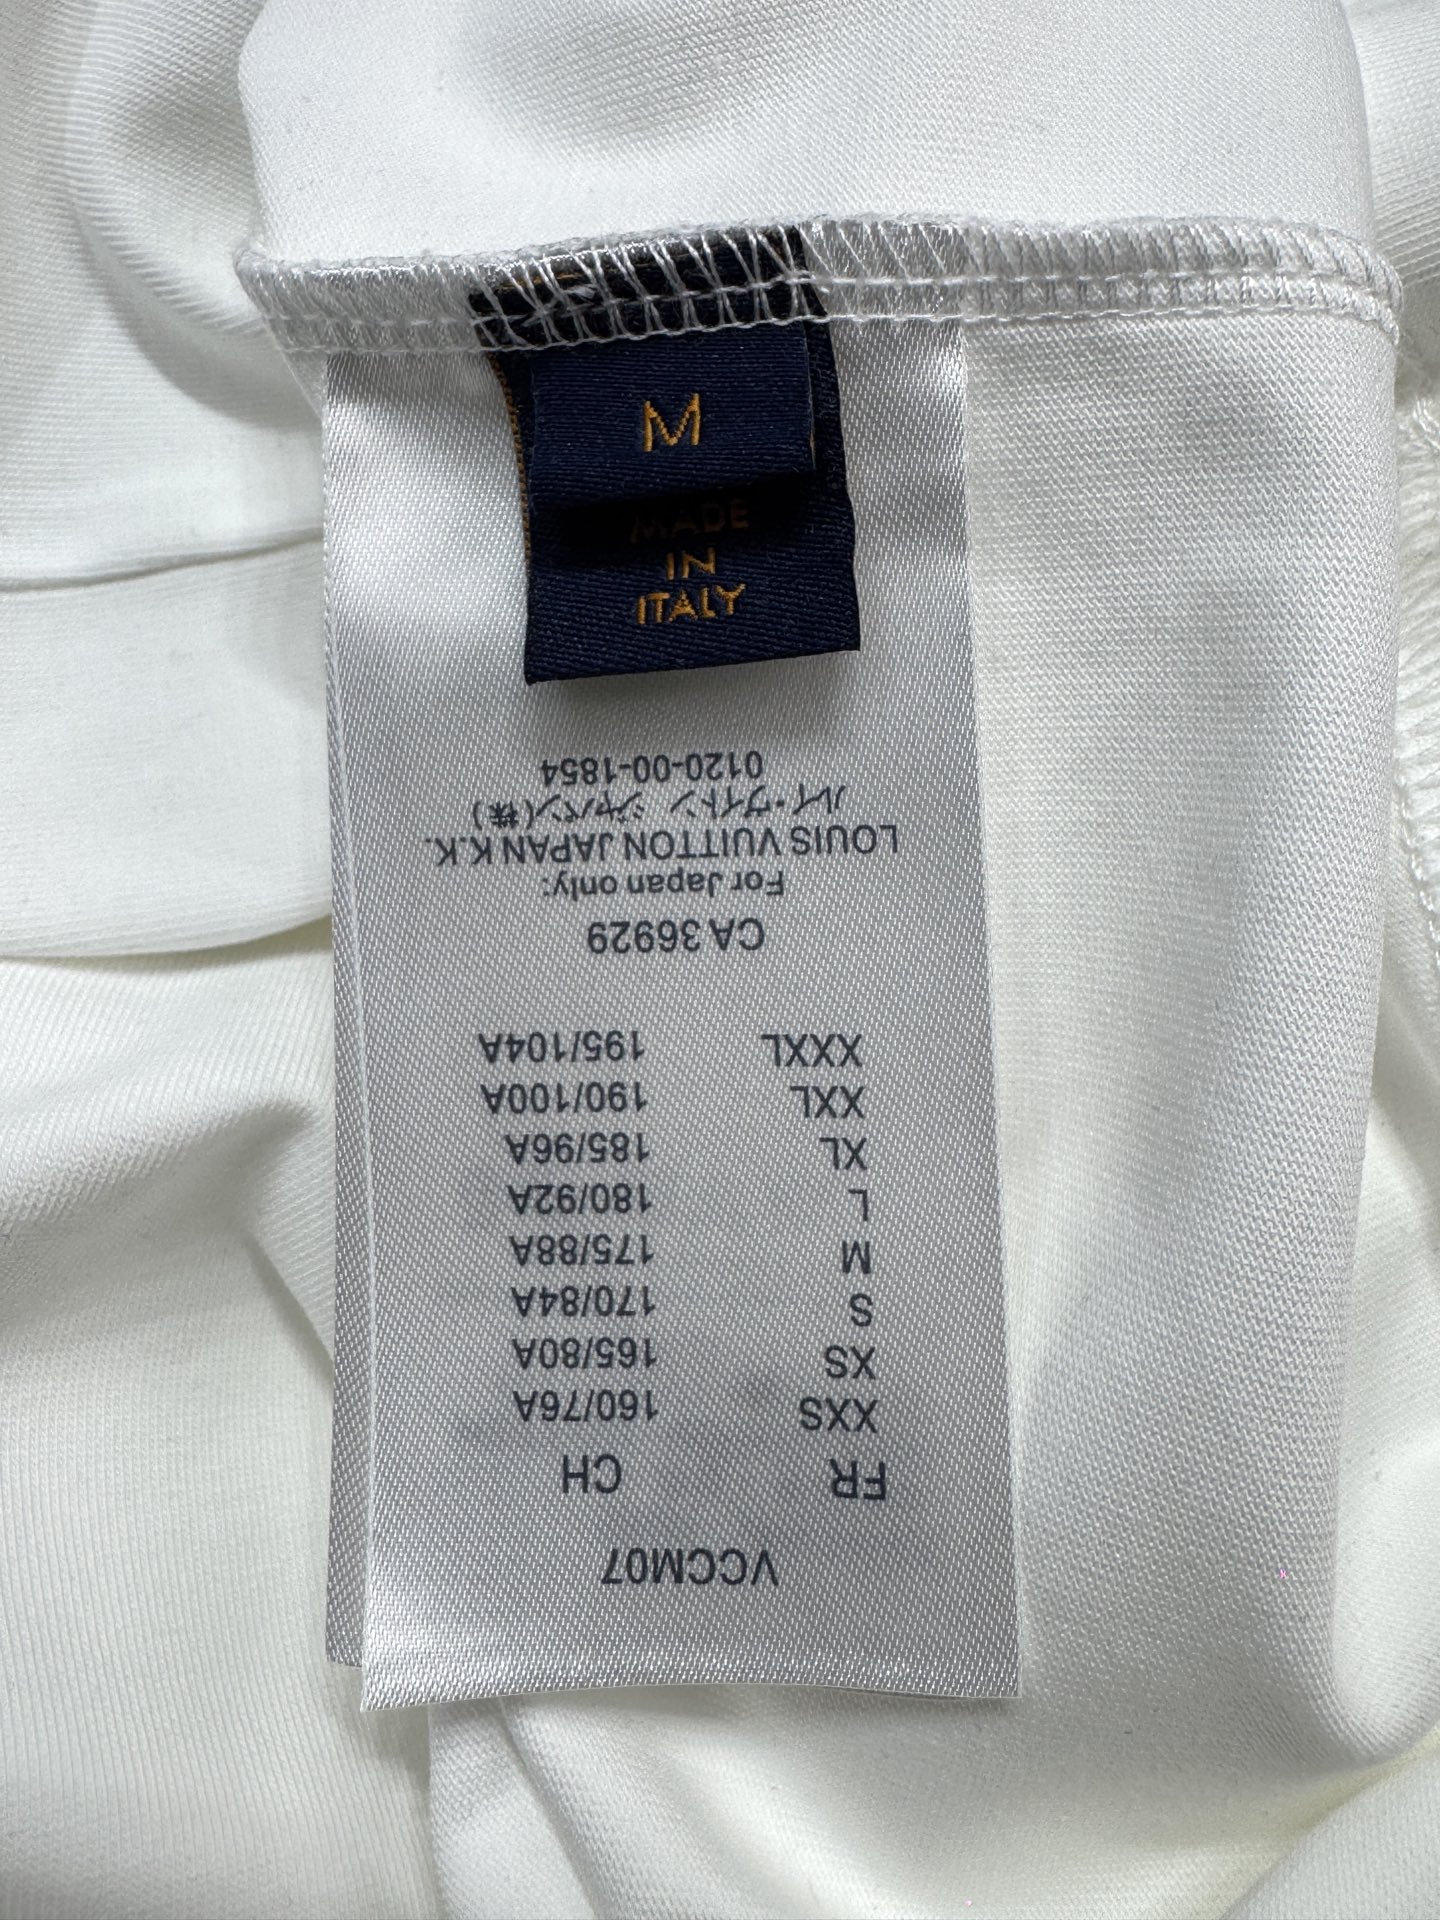 M
MADE
IN
ITALY
VCCM07
FR CH
XXS 160/76A
XS 165/80A
S 170/84A
M 175/88A
L 180/92A
XL 185/96A
XXL 190/100A
XXXL 195/104A
CA 36929
For Japan only:
LOUIS VUITTON JAPAN K.K.
ルイ・ヴィトン ジャパン(株)
0120-00-1854